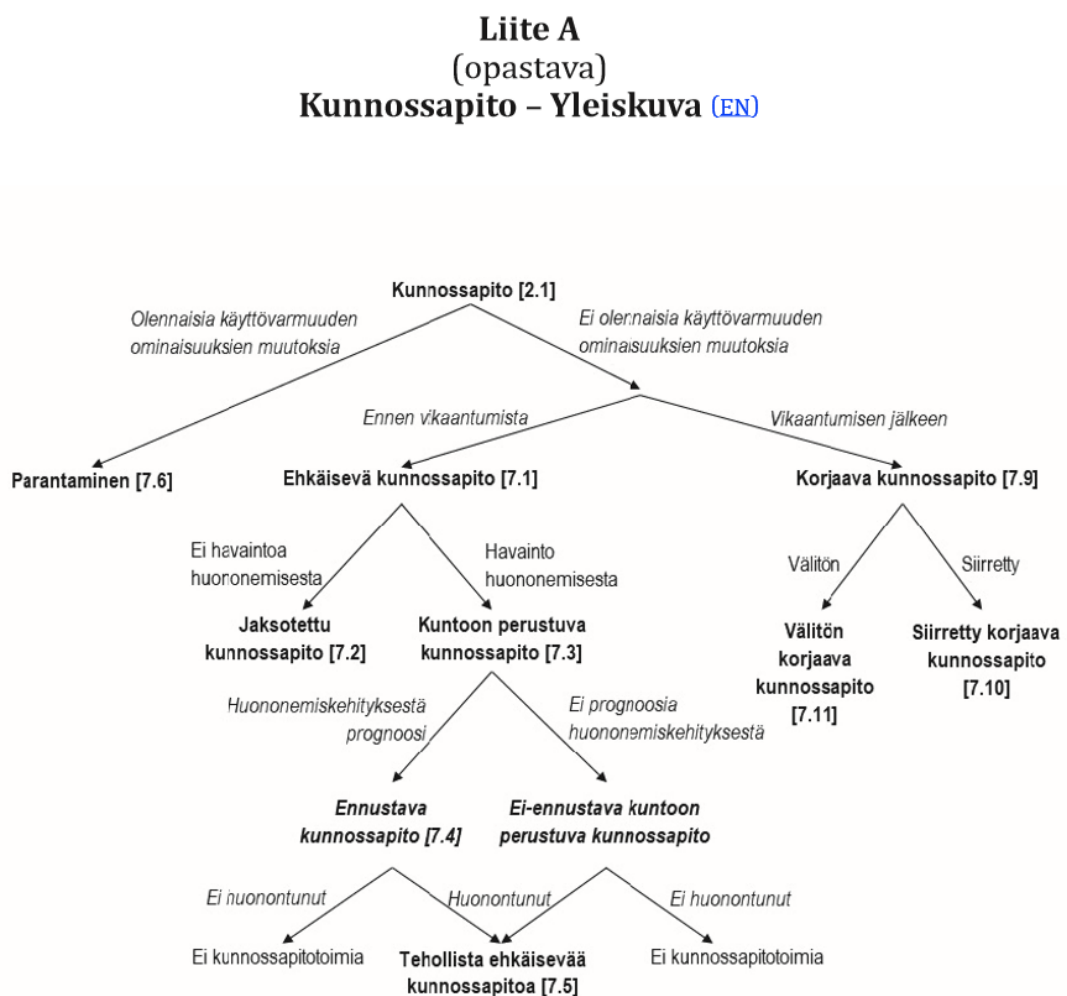 Liite A
(opastava)
Kunnossapito – Yleiskuva (EN)
Kunnossapito [2.1]
Olennaisia käyttövarmuuden
ominaisuuksien muutoksia
Ei olennaisia käyttövarmuuden
ominaisuuksien muutoksia
Ennen vikaantumista
Vikaantumisen jälkeen
Parantaminen [7.6]
Ehkäisevä kunnossapito [7.1]
Korjaava kunnossapito [7.9]
Ei havaintoa
huononemisesta
Havainto
huononemisesta
Välitön
Siirretty
Jaksotettu
kunnossapito [7.2]
Kuntoon perustuva
kunnossapito [7.3]
Välitön
korjaava
kunnossapito
[7.11]
Siirretty korjaava
kunnossapito
[7.10]
Huononemiskehityksestä
prognoosi
Ei prognoosia
huononemiskehityksestä
Ennustava
kunnossapito [7.4]
Ei-ennustava kuntoon
perustuva kunnossapito
Ei huonontunut
Huonontunut
Ei huonontunut
Ei kunnossapitotoimia
Tehollista ehkäisevää
kunnossapitoa [7.5]
Ei kunnossapitotoimia